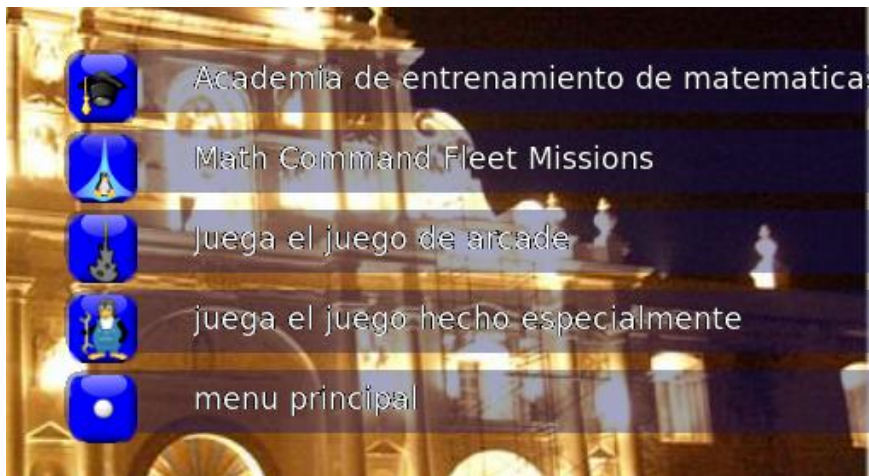 Academia de entrenamiento de matematicas
Math Command Fleet Missions
Juega el juego de arcade
juega el juego hecho especialmente
menu principal